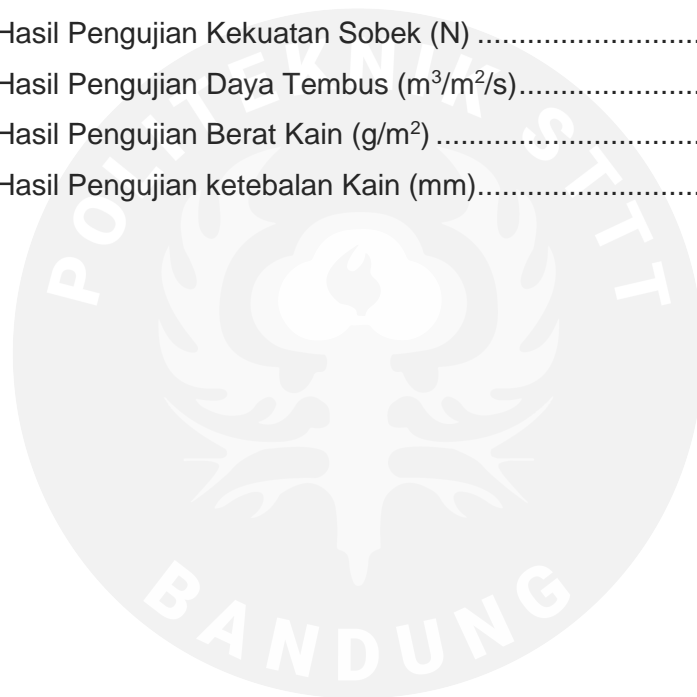 Hasil Pengujian Kekuatan Sobek (N) ...........................
Hasil Pengujian Daya Tembus (m³/m²/s)......................
Hasil Pengujian Berat Kain (g/m²) ................................
Hasil Pengujian ketebalan Kain (mm)...........................
POLITEKNIK STTT
BANDUNG